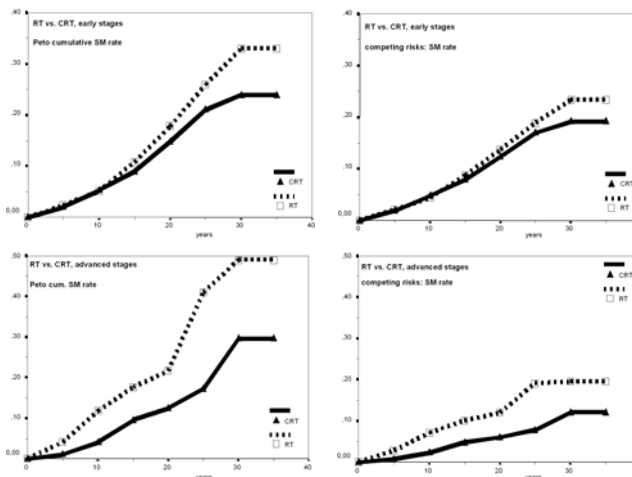 RT vs. CRT, early stages
Peto cumulative SM rate
,40
,30
,20
,10
0,00
0
10
20
30
40
years
CRT
RT
RT vs. CRT, early stages
competing risks: SM rate
,40
,30
,20
,10
0,00
0
10
20
30
years
CRT
RT
RT vs. CRT, advanced stages
Peto cum. SM rate
,50
,40
,30
,20
,10
0,00
0
10
20
30
40
years
CRT
RT
RT vs. CRT, advanced stages
competing risks: SM rate
,50
,40
,30
,20
,10
0,00
0
10
20
30
years
CRT
RT